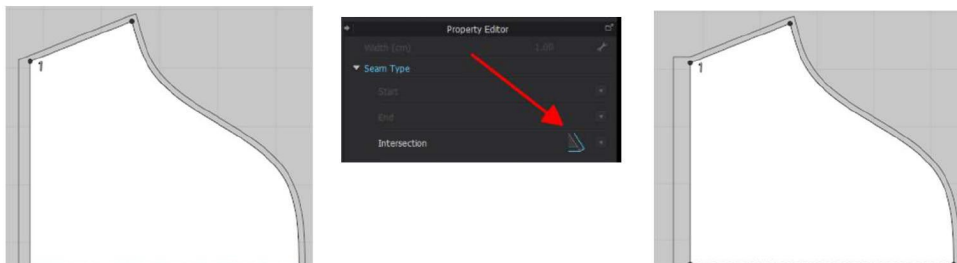 1
Property Editor
Width (cm) 1.00
Seam Type
Start
End
Intersection
1